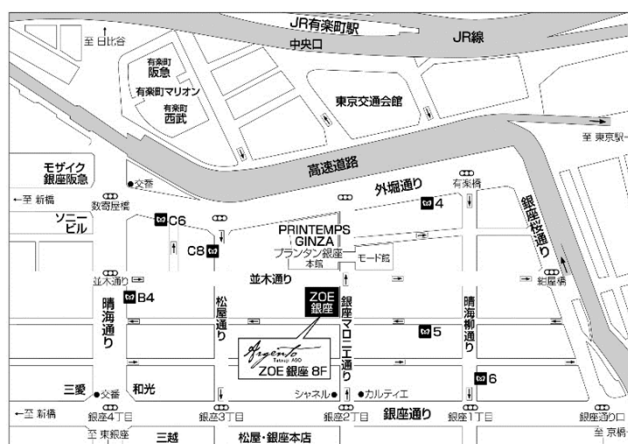 JR有楽町駅
中央口
JR線
至 日比谷
有楽町
阪急
有楽町マリオン
有楽町
西武
東京交通会館
至 東京駅
高速道路
モザイク
銀座阪急
交番
外堀通り
有楽橋
←至 新橋
数寄屋橋
ソニー
ビル
C6
4
銀座桜通り
C8
PRINTEMPS
GINZA
プランタン銀座
本館
モード館
並木通り
並木通り
紺屋橋
B4
晴海通り
松屋通り
ZOE
銀座
銀座マロニエ通り
晴海柳通り
5
Argento
ZOE 銀座 8F
6
三愛
交番
和光
シャネル
カルティエ
←至 新橋
銀座4丁目
銀座3丁目
銀座2丁目
銀座通り
銀座1丁目
銀座通り口
至 東銀座
三越
松屋・銀座本店
至 京橋